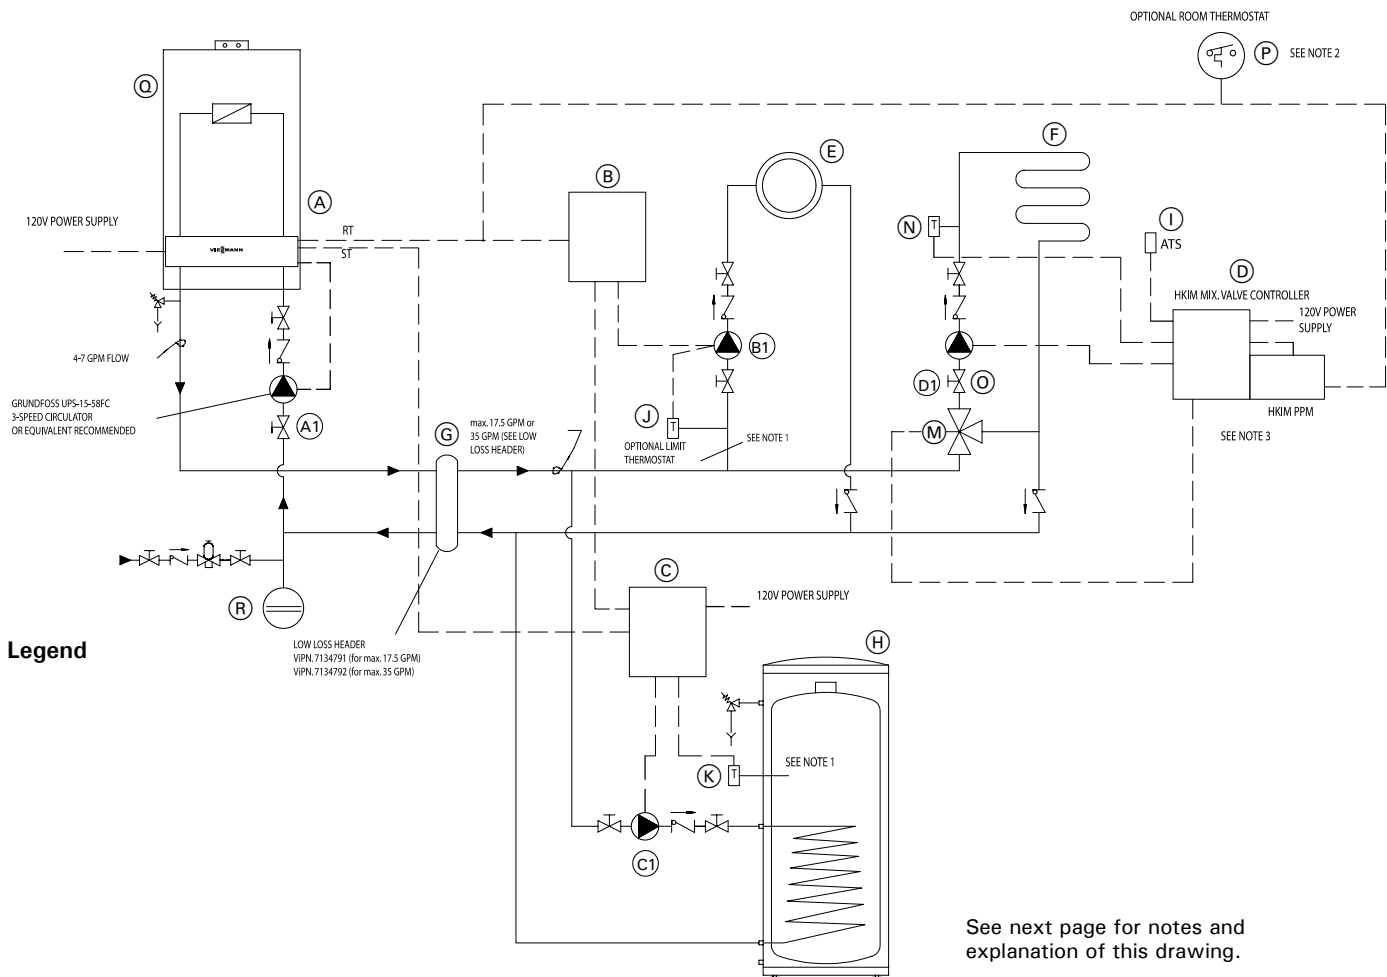 OPTIONAL ROOM THERMOSTAT
P
SEE NOTE 2
Q
F
E
B
A
120V POWER SUPPLY
RT
ST
VIESSMANN
N
T
I
ATS
D
HKIM MIX. VALVE CONTROLLER
120V POWER
SUPPLY
4-7 GPM FLOW
B1
GRUNDFOSS UPS-15-58FC
3-SPEED CIRCULATOR
OR EQUIVALENT RECOMMENDED
A1
D1
O
HKIM PPM
G
max. 17.5 GPM or
35 GPM (SEE LOW
LOSS HEADER)
J
T
OPTIONAL LIMIT
THERMOSTAT
SEE NOTE 1
M
SEE NOTE 3
C
120V POWER SUPPLY
R
Legend
LOW LOSS HEADER
ViPN. 7134791 (for max. 17.5 GPM)
ViPN. 7134792 (for max. 35 GPM)
H
K
T
SEE NOTE 1
C1
See next page for notes and
explanation of this drawing.